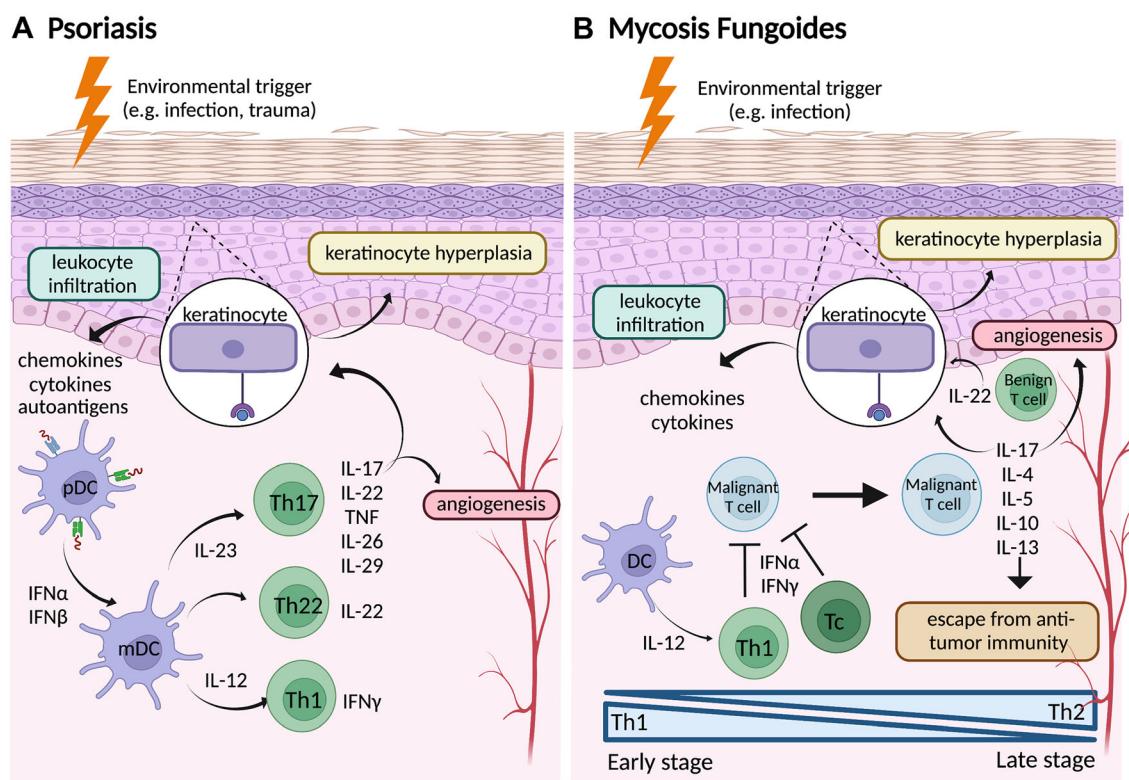 A Psoriasis
Environmental trigger
(e.g. infection, trauma)
leukocyte
infiltration
keratinocyte hyperplasia
keratinocyte
chemokines
cytokines
autoantigens
pDC
IFNα
IFNβ
mDC
IL-23
IL-12
Th17
IL-17
IL-22
TNF
IL-26
IL-29
angiogenesis
Th22
IL-22
Th1
IFNγ
B Mycosis Fungoides
Environmental trigger
(e.g. infection)
keratinocyte hyperplasia
leukocyte
infiltration
keratinocyte
angiogenesis
chemokines
cytokines
IL-22
Benign
T cell
Malignant
T cell
Malignant
T cell
IL-17
IL-4
IL-5
IL-10
IL-13
DC
IFNα
IFNγ
IL-12
Th1
Tc
escape from anti-
tumor immunity
Th1
Th2
Early stage
Late stage